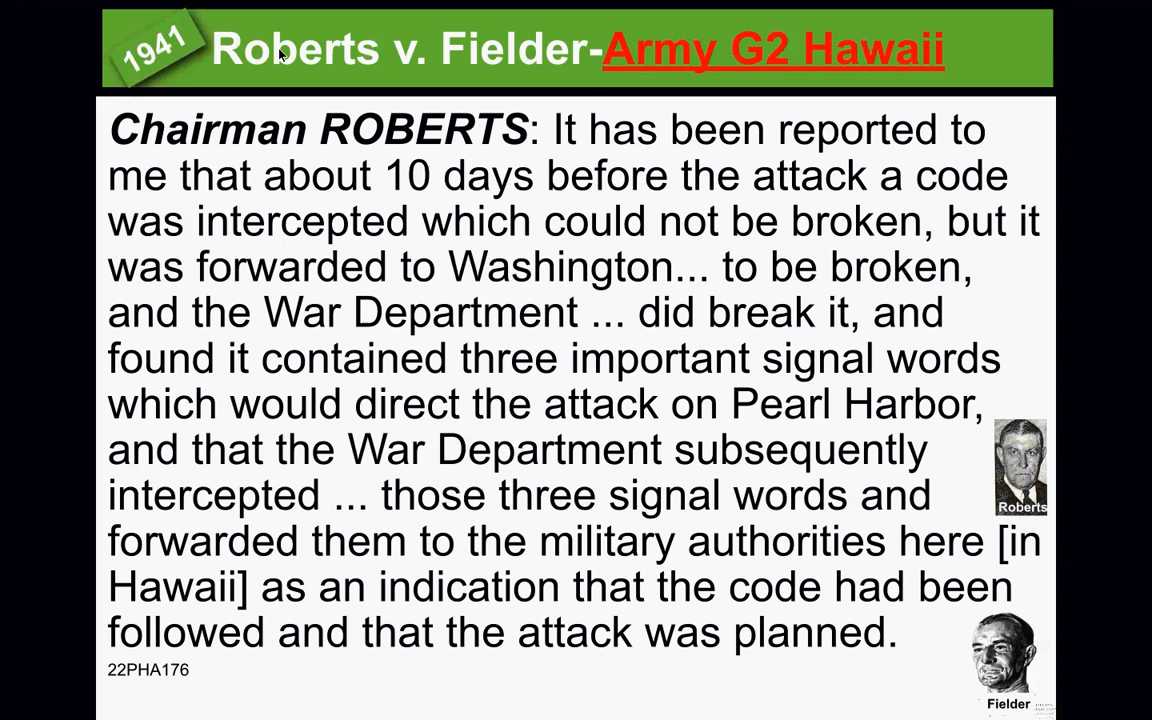 1941
Roberts v. Fielder-Army G2 Hawaii
Chairman ROBERTS: It has been reported to
me that about 10 days before the attack a code
was intercepted which could not be broken, but it
was forwarded to Washington... to be broken,
and the War Department ... did break it, and
found it contained three important signal words
which would direct the attack on Pearl Harbor,
and that the War Department subsequently
intercepted ... those three signal words and
forwarded them to the military authorities here [in
Hawaii] as an indication that the code had been
followed and that the attack was planned.
22PHA176
Roberts
Fielder